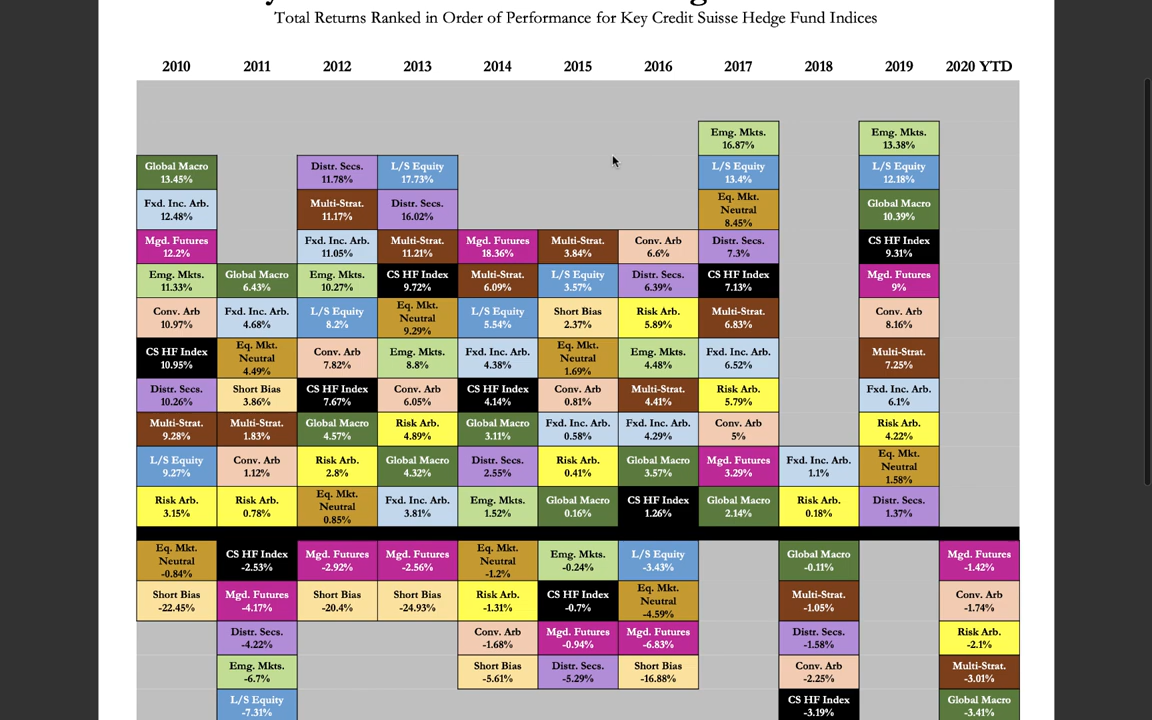 Total Returns Ranked in Order of Performance for Key Credit Suisse Hedge Fund Indices
2010 2011 2012 2013 2014 2015 2016 2017 2018 2019 2020 YTD
Emg. Mkts. Emg. Mkts.
16.87% 13.38%
Global Macro Distr. Secs. L/S Equity L/S Equity L/S Equity
13.45% 11.78% 17.73% 13.4% 12.18%
Fxd. Inc. Arb. Multi-Strat. Distr. Secs. Eq. Mkt. Neutral Global Macro
12.48% 11.17% 16.02% 8.45% 10.39%
Mgd. Futures Fxd. Inc. Arb. Multi-Strat. Mgd. Futures Multi-Strat. Conv. Arb Distr. Secs. CS HF Index
12.2% 11.05% 11.21% 18.36% 3.84% 6.6% 7.3% 9.31%
Emg. Mkts. Global Macro Emg. Mkts. CS HF Index Multi-Strat. L/S Equity Distr. Secs. CS HF Index Mgd. Futures
11.33% 6.43% 10.27% 9.72% 6.09% 3.57% 6.39% 7.13% 9%
Conv. Arb Fxd. Inc. Arb. L/S Equity Eq. Mkt. Neutral L/S Equity Short Bias Risk Arb. Multi-Strat. Conv. Arb
10.97% 4.68% 8.2% 9.29% 5.54% 2.37% 5.89% 6.83% 8.16%
CS HF Index Eq. Mkt. Neutral Conv. Arb Emg. Mkts. Fxd. Inc. Arb. Eq. Mkt. Neutral Emg. Mkts. Fxd. Inc. Arb. Multi-Strat.
10.95% 4.49% 7.82% 8.8% 4.38% 1.69% 4.48% 6.52% 7.25%
Distr. Secs. Short Bias CS HF Index Conv. Arb CS HF Index Conv. Arb Multi-Strat. Risk Arb. Fxd. Inc. Arb.
10.26% 3.86% 7.67% 6.05% 4.14% 0.81% 4.41% 5.79% 6.1%
Multi-Strat. Multi-Strat. Global Macro Risk Arb. Global Macro Fxd. Inc. Arb. Fxd. Inc. Arb. Conv. Arb Risk Arb.
9.28% 1.83% 4.57% 4.89% 3.11% 0.58% 4.29% 5% 4.22%
L/S Equity Conv. Arb Risk Arb. Global Macro Distr. Secs. Risk Arb. Global Macro Mgd. Futures Fxd. Inc. Arb. Eq. Mkt. Neutral
9.27% 1.12% 2.8% 4.32% 2.55% 0.41% 3.57% 3.29% 1.1% 1.58%
Risk Arb. Risk Arb. Eq. Mkt. Neutral Fxd. Inc. Arb. Emg. Mkts. Global Macro CS HF Index Global Macro Risk Arb. Distr. Secs.
3.15% 0.78% 0.85% 3.81% 1.52% 0.16% 1.26% 2.14% 0.18% 1.37%
Eq. Mkt. Neutral CS HF Index Mgd. Futures Mgd. Futures Eq. Mkt. Neutral Emg. Mkts. L/S Equity Global Macro Mgd. Futures
-0.84% -2.53% -2.92% -2.56% -1.2% -0.24% -3.43% -0.11% -1.42%
Short Bias Mgd. Futures Short Bias Short Bias Risk Arb. CS HF Index Eq. Mkt. Neutral Multi-Strat. Conv. Arb
-22.45% -4.17% -20.4% -24.93% -1.31% -0.7% -4.59% -1.05% -1.74%
Distr. Secs. Conv. Arb Mgd. Futures Mgd. Futures Distr. Secs. Risk Arb.
-4.22% -1.68% -0.94% -6.83% -1.58% -2.1%
Emg. Mkts. Short Bias Distr. Secs. Short Bias Conv. Arb Multi-Strat.
-6.7% -5.61% -5.29% -16.88% -2.25% -3.01%
L/S Equity CS HF Index Global Macro
-7.31% -3.19% -3.41%